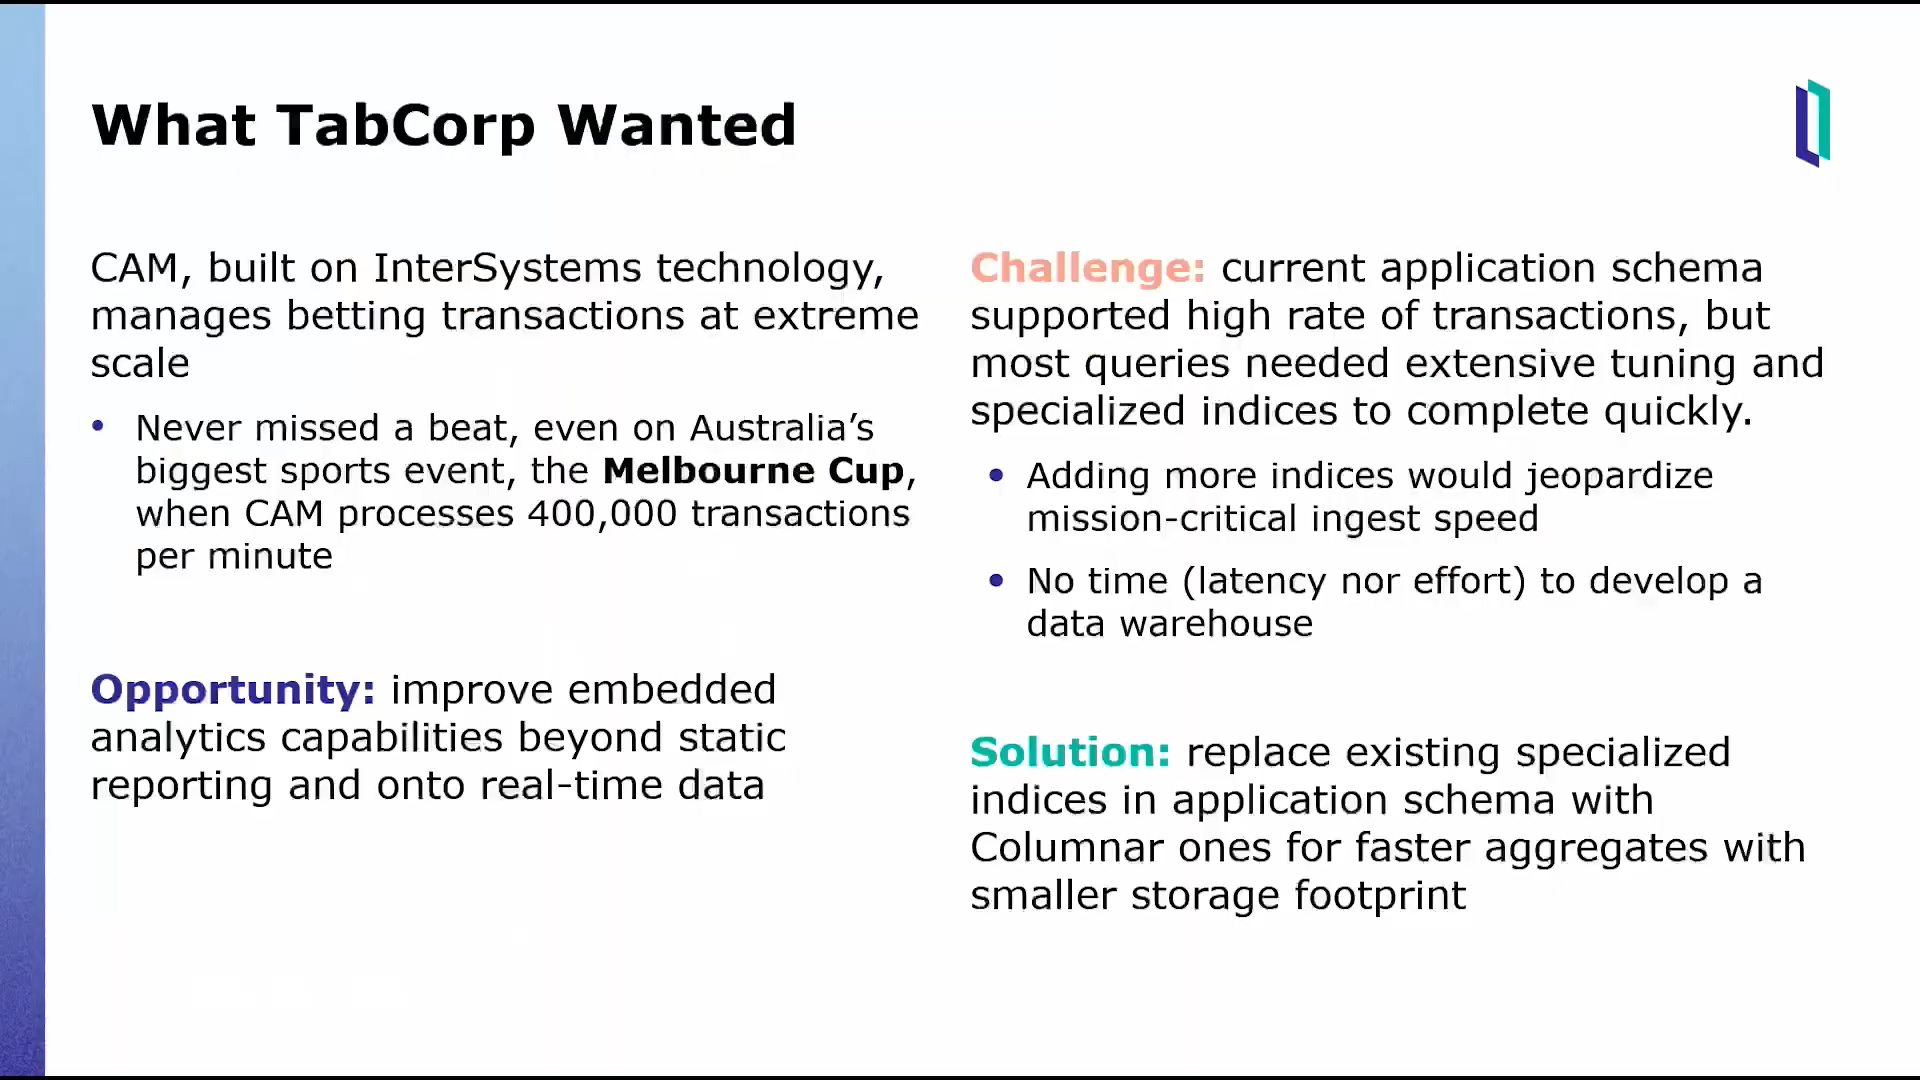 What TabCorp Wanted
CAM, built on InterSystems technology,
manages betting transactions at extreme
scale
• Never missed a beat, even on Australia’s
biggest sports event, the Melbourne Cup,
when CAM processes 400,000 transactions
per minute
Opportunity: improve embedded
analytics capabilities beyond static
reporting and onto real-time data
Challenge: current application schema
supported high rate of transactions, but
most queries needed extensive tuning and
specialized indices to complete quickly.
• Adding more indices would jeopardize
mission-critical ingest speed
• No time (latency nor effort) to develop a
data warehouse
Solution: replace existing specialized
indices in application schema with
Columnar ones for faster aggregates with
smaller storage footprint